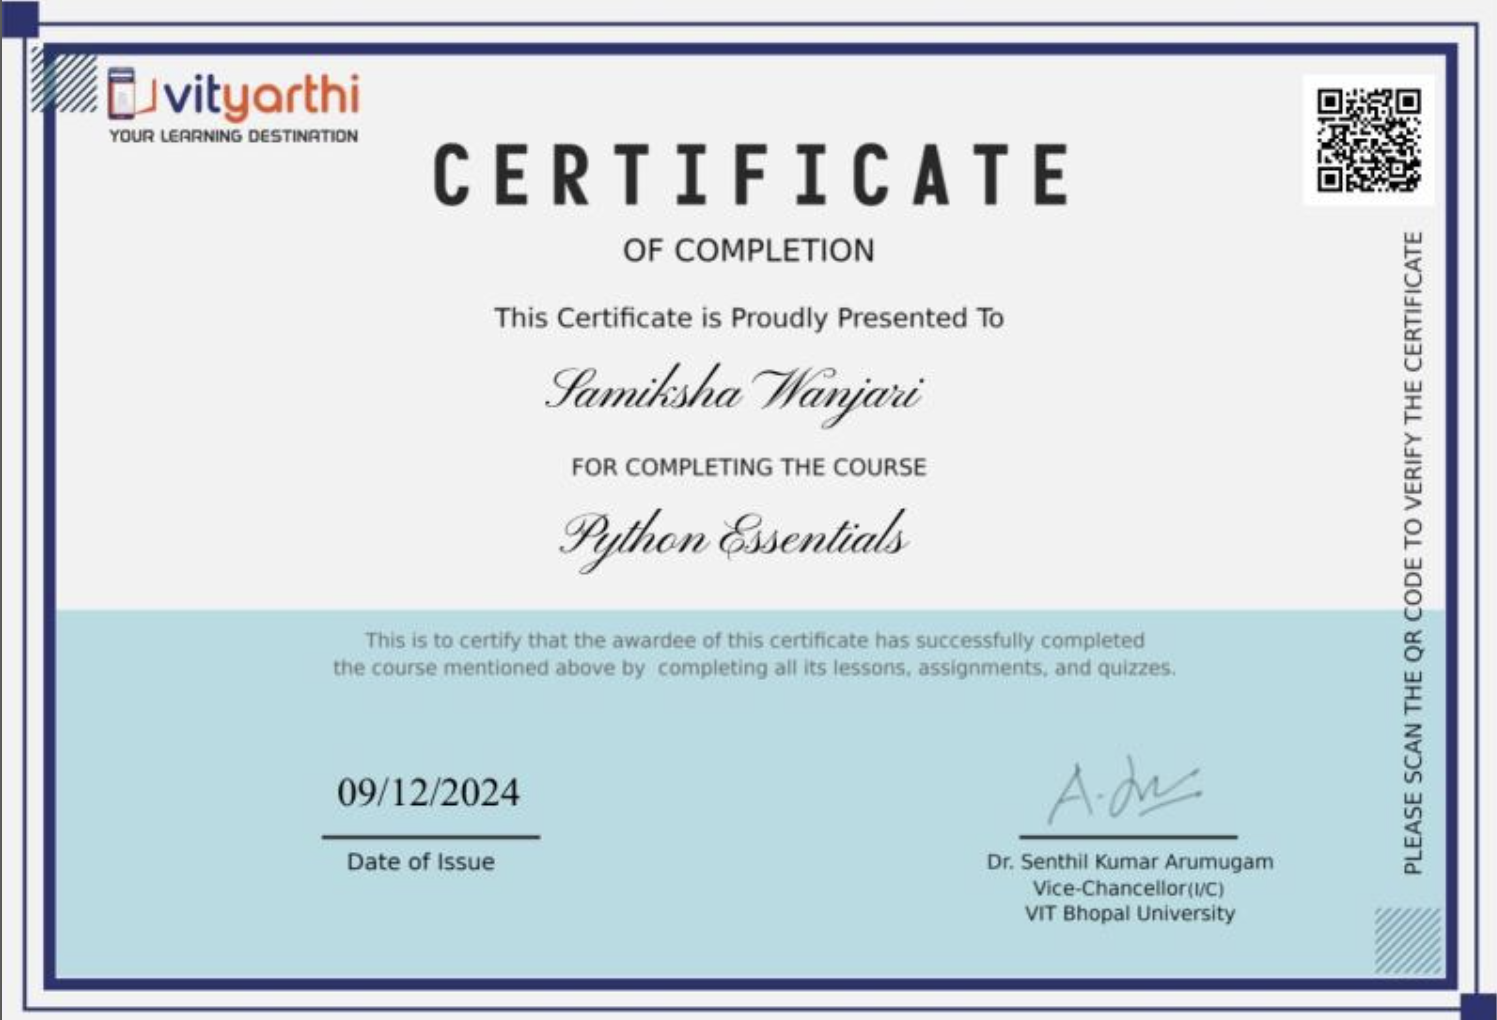 vityarthi
YOUR LEARNING DESTINATION
CERTIFICATE
OF COMPLETION
This Certificate is Proudly Presented To
Samiksha Wanjari
FOR COMPLETING THE COURSE
Python Essentials
This is to certify that the awardee of this certificate has successfully completed
the course mentioned above by completing all its lessons, assignments, and quizzes.
09/12/2024
Date of Issue
Dr. Senthil Kumar Arumugam
Vice-Chancellor(I/C)
VIT Bhopal University
PLEASE SCAN THE QR CODE TO VERIFY THE CERTIFICATE